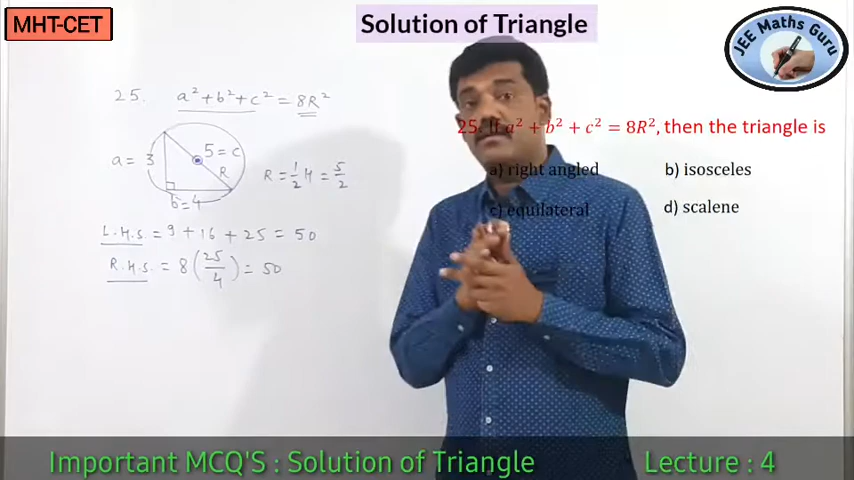 MHT-CET
Solution of Triangle
JEE Maths Guru
25. a² + b² + c² = 8R²
a = 3
5 = c
R
b = 4
R = 1/2 H = 5/2
L.H.S = 9 + 16 + 25 = 50
R.H.S. = 8 (25/4) = 50
25. If a² + b² + c² = 8R², then the triangle is
a) right angled b) isosceles
c) equilateral d) scalene
Important MCQ'S : Solution of Triangle Lecture : 4